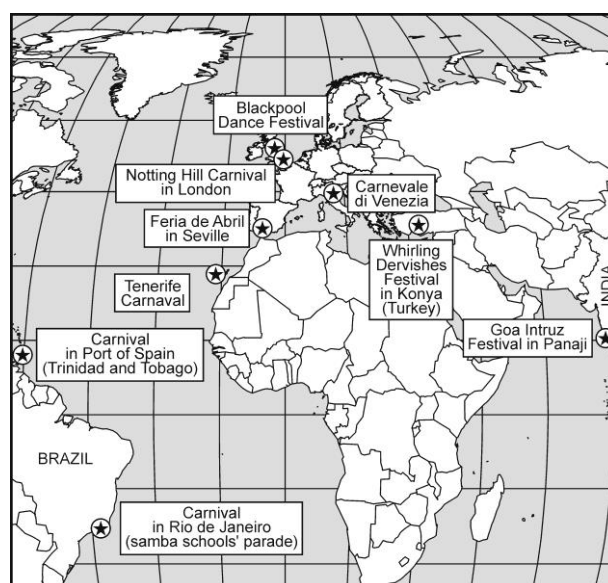 Blackpool
Dance Festival
Notting Hill Carnival
in London
Carnevale
di Venezia
Feria de Abril
in Seville
Whirling
Dervishes
Festival
in Konya
(Turkey)
Tenerife
Carnaval
INDIA
Goa Intruz
Festival in Panaji
Carnival
in Port of Spain
(Trinidad and Tobago)
BRAZIL
Carnival
in Rio de Janeiro
(samba schools' parade)